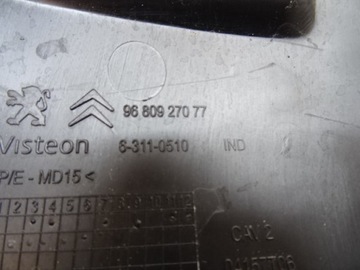 96 809 270 77
Visteon 6-311-0510 IND
P/E - MD15 <
CAV 2